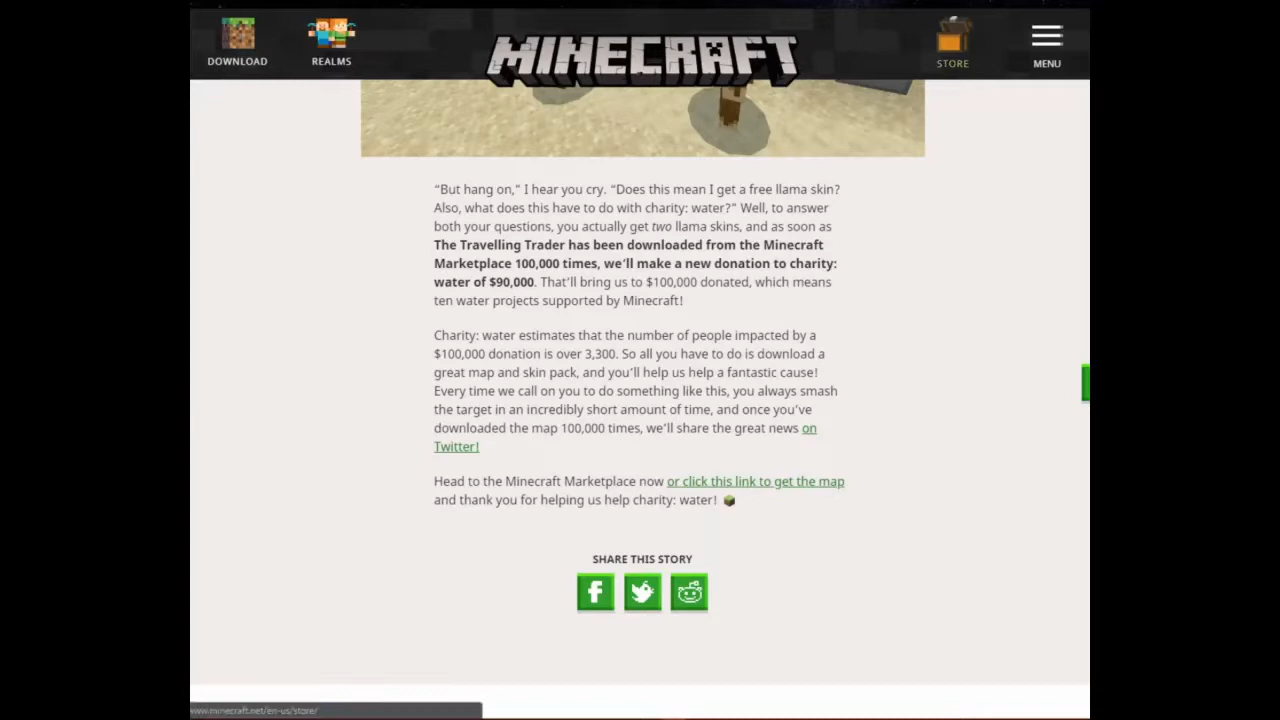 DOWNLOAD
REALMS
MINECRAFT
STORE
MENU
“But hang on,” I hear you cry. “Does this mean I get a free llama skin?
Also, what does this have to do with charity: water?” Well, to answer
both your questions, you actually get two llama skins, and as soon as
The Travelling Trader has been downloaded from the Minecraft
Marketplace 100,000 times, we’ll make a new donation to charity:
water of $90,000. That’ll bring us to $100,000 donated, which means
ten water projects supported by Minecraft!
Charity: water estimates that the number of people impacted by a
$100,000 donation is over 3,300. So all you have to do is download a
great map and skin pack, and you’ll help us help a fantastic cause!
Every time we call on you to do something like this, you always smash
the target in an incredibly short amount of time, and once you’ve
downloaded the map 100,000 times, we’ll share the great news on
Twitter!
Head to the Minecraft Marketplace now or click this link to get the map
and thank you for helping us help charity: water!
SHARE THIS STORY
www.minecraft.net/en-us/store/